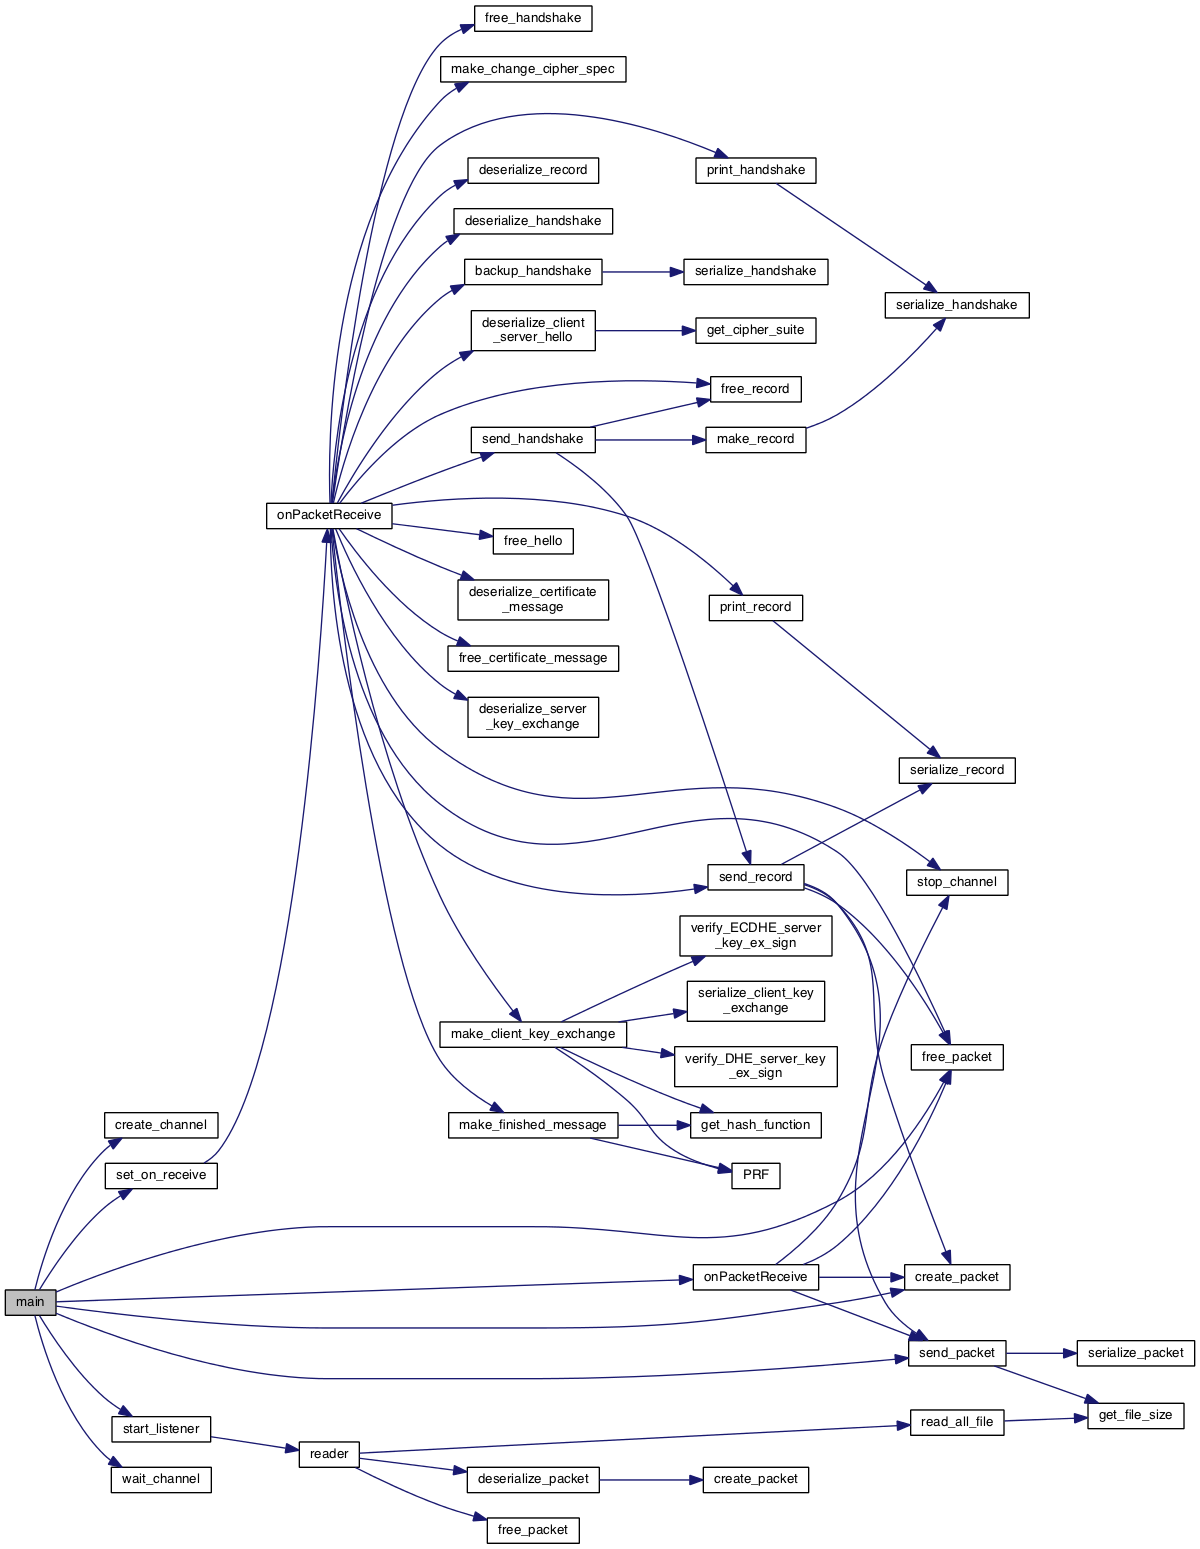 free_handshake
make_change_cipher_spec
print_handshake
deserialize_record
deserialize_handshake
backup_handshake
serialize_handshake
serialize_handshake
deserialize_client
_server_hello
get_cipher_suite
free_record
send_handshake
make_record
onPacketReceive
free_hello
deserialize_certificate
_message
print_record
free_certificate_message
deserialize_server
_key_exchange
serialize_record
send_record
stop_channel
verify_ECDHE_server
_key_ex_sign
serialize_client_key
_exchange
make_client_key_exchange
verify_DHE_server_key
_ex_sign
free_packet
create_channel
make_finished_message
get_hash_function
set_on_receive
PRF
main
onPacketReceive
create_packet
send_packet
serialize_packet
start_listener
read_all_file
get_file_size
reader
wait_channel
deserialize_packet
create_packet
free_packet